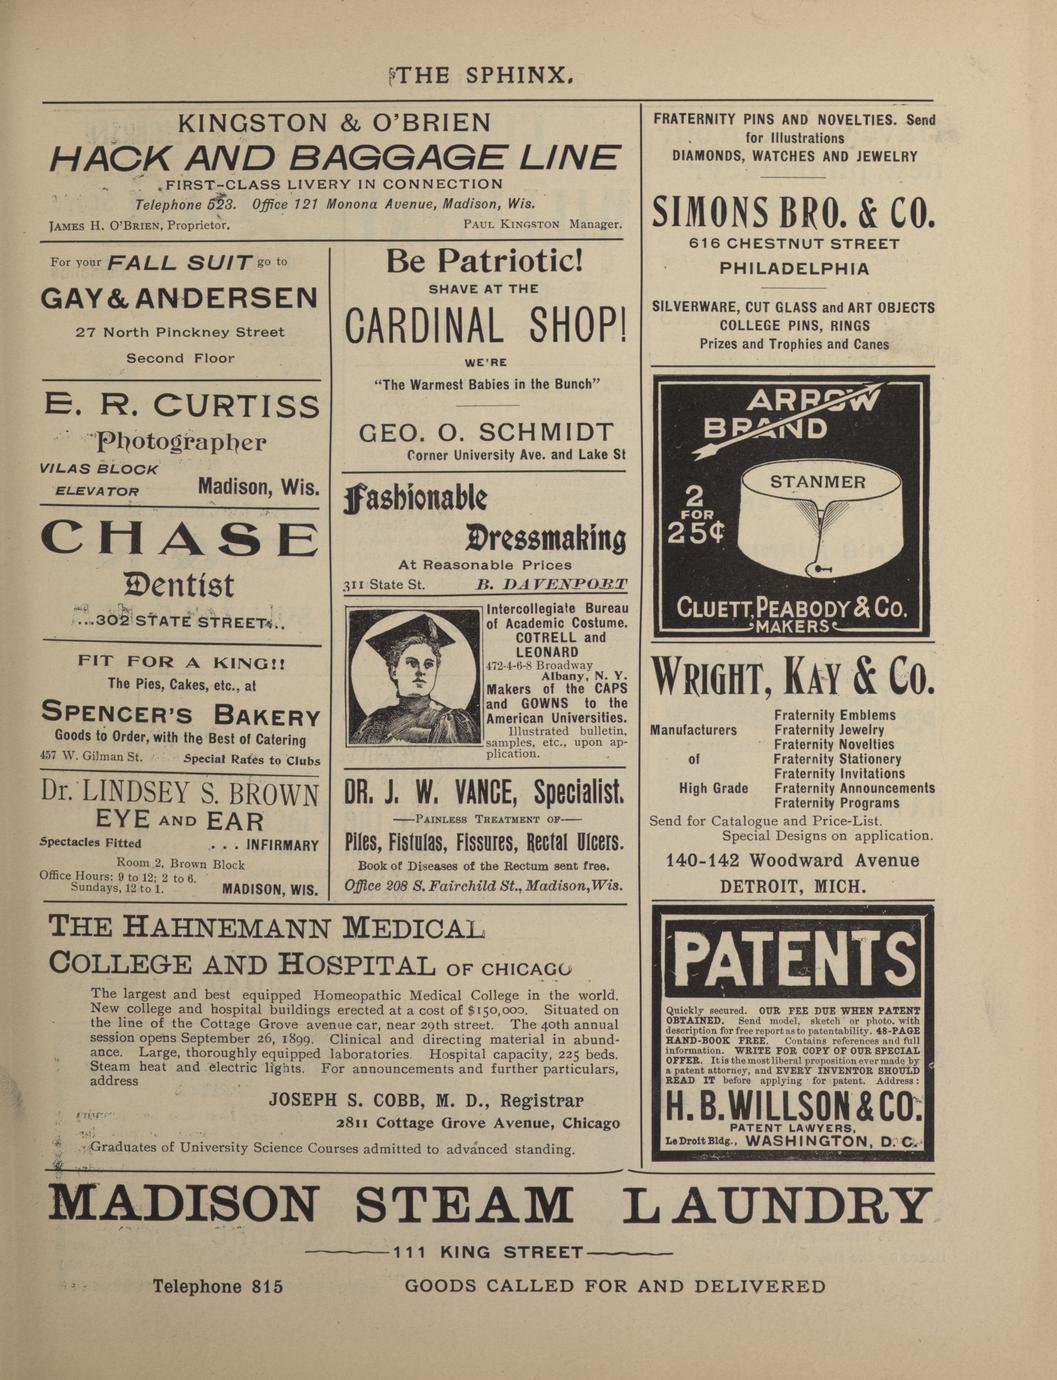 THE SPHINX.
KINGSTON & O'BRIEN
HACK AND BAGGAGE LINE
FIRST-CLASS LIVERY IN CONNECTION
Telephone 523. Office 121 Monona Avenue, Madison, Wis.
JAMES H. O'BRIEN, Proprietor. PAUL KINGSTON Manager.
For your FALL SUIT go to
GAY & ANDERSEN
27 North Pinckney Street
Second Floor
E. R. CURTISS
Photographer
VILAS BLOCK
ELEVATOR Madison, Wis.
CHASE
Dentist
...302 STATE STREET...
FIT FOR A KING!!
The Pies, Cakes, etc., at
SPENCER'S BAKERY
Goods to Order, with the Best of Catering
457 W. Gilman St. Special Rates to Clubs
Dr. LINDSEY S. BROWN
EYE AND EAR
Spectacles Fitted . . . INFIRMARY
Room 2, Brown Block
Office Hours: 9 to 12; 2 to 6.
Sundays, 12 to 1. MADISON, WIS.
Be Patriotic!
SHAVE AT THE
CARDINAL SHOP!
WE'RE
"The Warmest Babies in the Bunch"
GEO. O. SCHMIDT
Corner University Ave. and Lake St
Fashionable
Dressmaking
At Reasonable Prices
311 State St. B. DAVENPORT
Intercollegiate Bureau
of Academic Costume.
COTRELL and
LEONARD
472-4-6-8 Broadway
Albany, N. Y.
Makers of the CAPS
and GOWNS to the
American Universities.
Illustrated bulletin,
samples, etc., upon ap-
plication.
DR. J. W. VANCE, Specialist.
—PAINLESS TREATMENT OF—
Piles, Fistulas, Fissures, Rectal Ulcers.
Book of Diseases of the Rectum sent free.
Office 208 S. Fairchild St., Madison, Wis.
THE HAHNEMANN MEDICAL
COLLEGE AND HOSPITAL OF CHICAGO
The largest and best equipped Homeopathic Medical College in the world.
New college and hospital buildings erected at a cost of $150,000. Situated on
the line of the Cottage Grove avenue car, near 29th street. The 40th annual
session opens September 26, 1899. Clinical and directing material in abund-
ance. Large, thoroughly equipped laboratories. Hospital capacity, 225 beds.
Steam heat and electric lights. For announcements and further particulars,
address
JOSEPH S. COBB, M. D., Registrar
2811 Cottage Grove Avenue, Chicago
Graduates of University Science Courses admitted to advanced standing.
FRATERNITY PINS AND NOVELTIES. Send
for Illustrations
DIAMONDS, WATCHES AND JEWELRY
SIMONS BRO. & CO.
616 CHESTNUT STREET
PHILADELPHIA
SILVERWARE, CUT GLASS and ART OBJECTS
COLLEGE PINS, RINGS
Prizes and Trophies and Canes
ARROW
BRAND
STANMER
2
FOR
25¢
CLUETT, PEABODY & CO.
MAKERS
WRIGHT, KAY & CO.
Fraternity Emblems
Manufacturers Fraternity Jewelry
Fraternity Novelties
of Fraternity Stationery
Fraternity Invitations
High Grade Fraternity Announcements
Fraternity Programs
Send for Catalogue and Price-List.
Special Designs on application.
140-142 Woodward Avenue
DETROIT, MICH.
PATENTS
Quickly secured. OUR FEE DUE WHEN PATENT
OBTAINED. Send model, sketch or photo. with
description for free report as to patentability. 48-PAGE
HAND-BOOK FREE. Contains references and full
information. WRITE FOR COPY OF OUR SPECIAL
OFFER. It is the most liberal proposition ever made by
a patent attorney, and EVERY INVENTOR SHOULD
READ IT before applying for patent. Address:
H. B. WILLSON & CO.
PATENT LAWYERS,
Le Droit Bldg., WASHINGTON, D. C.
MADISON STEAM LAUNDRY
111 KING STREET
Telephone 815 GOODS CALLED FOR AND DELIVERED